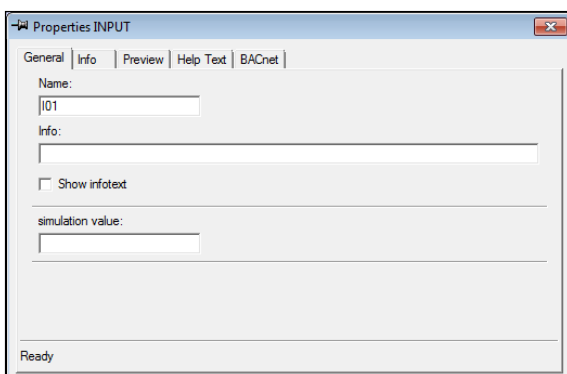 Properties INPUT
General Info Preview Help Text BACnet
Name:
I01
Info:
Show infotext
simulation value:
Ready